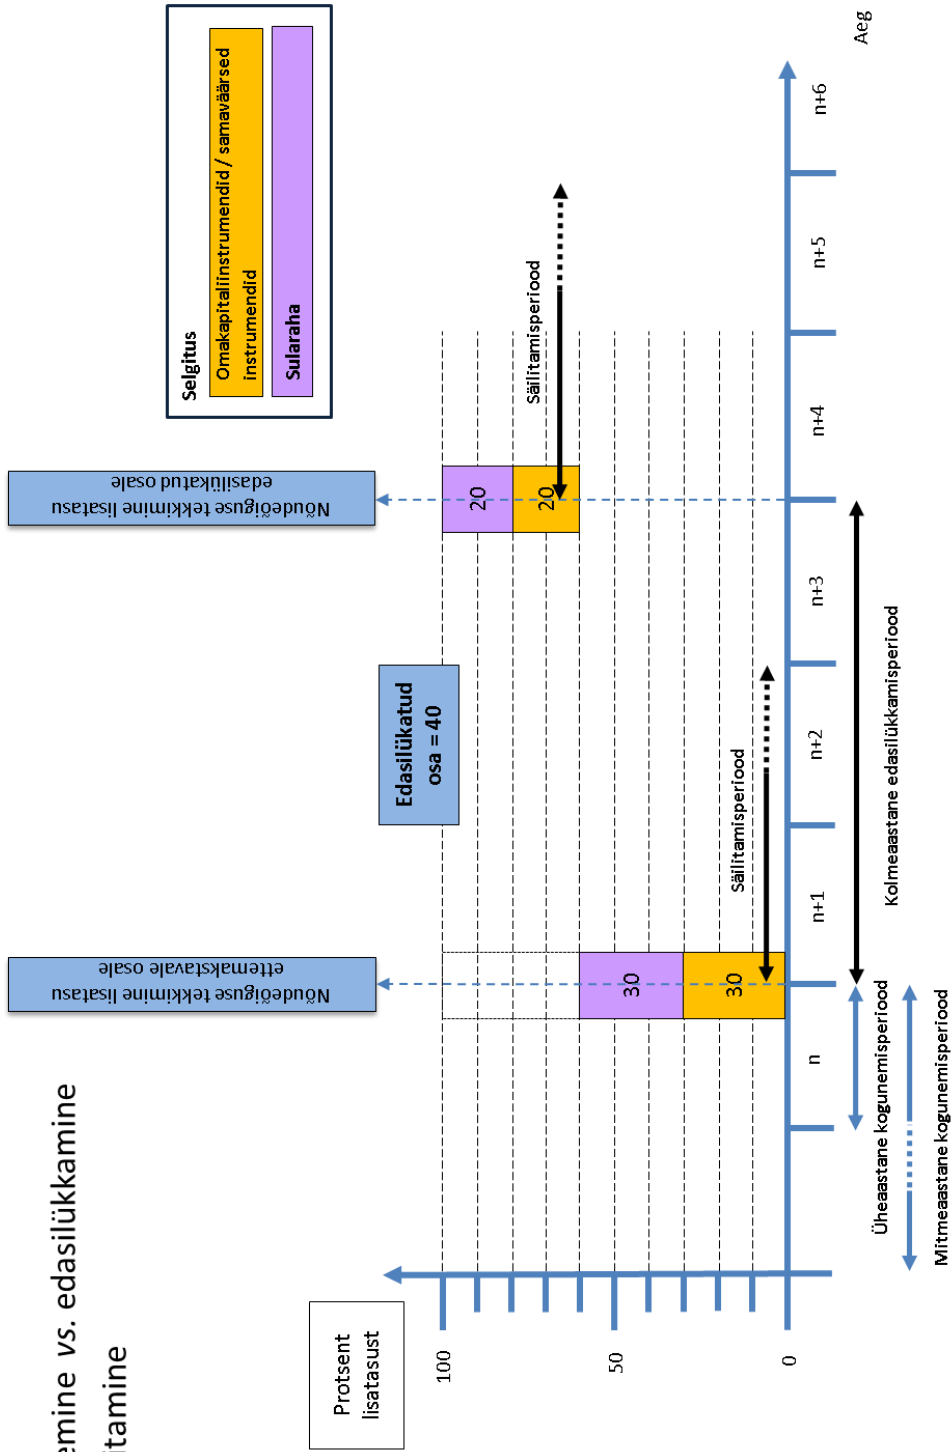 emine vs. edasilükkamine
itamine
Nõudeõiguse tekkimine lisatasu
ettemakstavale osale
Nõudeõiguse tekkimine lisatasu
edasilükatud osale
Selgitus
Omakapitaliinstrumendid / samaväärsed
instrumendid
Sularaha
Protsent
lisatasust
Edasilükatud
osa = 40
100
50
0
30
30
20
20
Säilitamisperiood
Säilitamisperiood
n
n+1
n+2
n+3
n+4
n+5
n+6
Aeg
Üheaastane kogunemisperiood
Kolmeaastane edasilükkamisperiood
Mitmeaastane kogunemisperiood